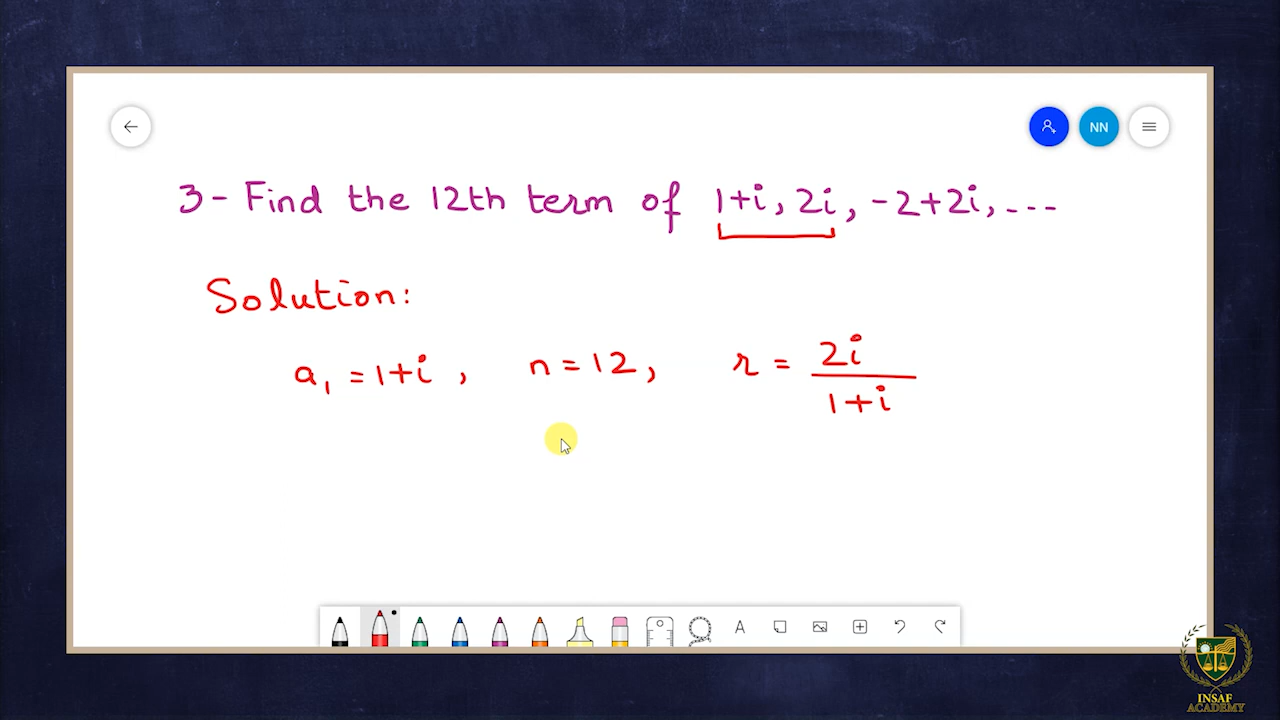 NN
3- Find the 12th term of 1+i, 2i, -2+2i, ---
Solution:
a₁ = 1+i , n = 12, r = 2i / 1+i
A
INSAF
ACADEMY